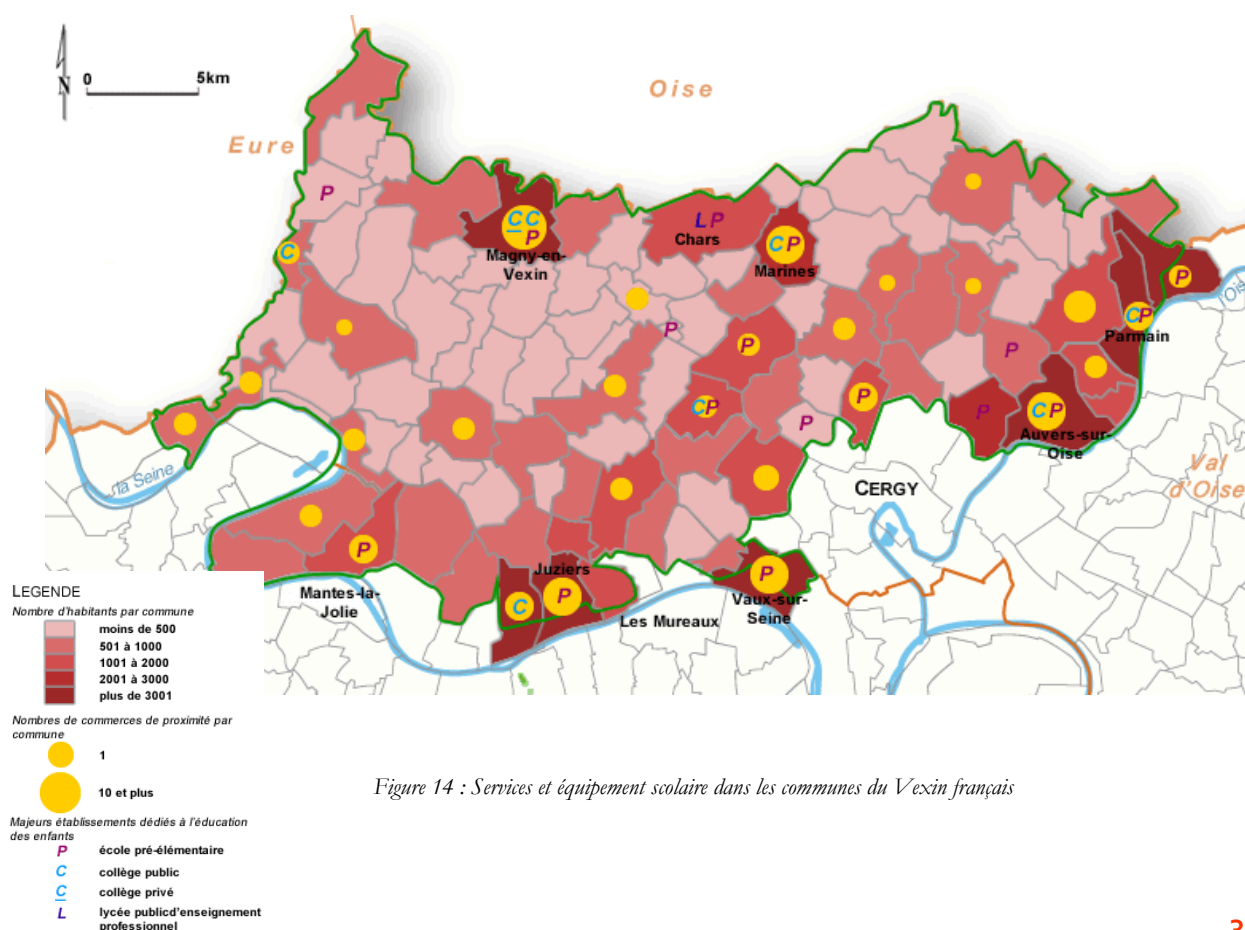 Oise
0 5km
N
Eure
P
C C
P
L P
Chars
C P
Marines
Magny-en-
Vexin
C
P
P
CP
Parmain
P
P
P
CP
P
P
P
CP
Auvers-sur-
Oise
Val
d'Oise
la Seine
CERGY
P
Juziers
P
C
P
Mantes-la-
Jolie
Vaux-sur-
Seine
Les Mureaux
LEGENDE
Nombre d'habitants par commune
moins de 500
501 à 1000
1001 à 2000
2001 à 3000
plus de 3001
Nombres de commerces de proximité par
commune
1
10 et plus
Majeurs établissements dédiés à l'éducation
des enfants
P école pré-élémentaire
C collège public
C collège privé
L lycée publicd'enseignement
professionnel
Figure 14 : Services et équipement scolaire dans les communes du Vexin français
3